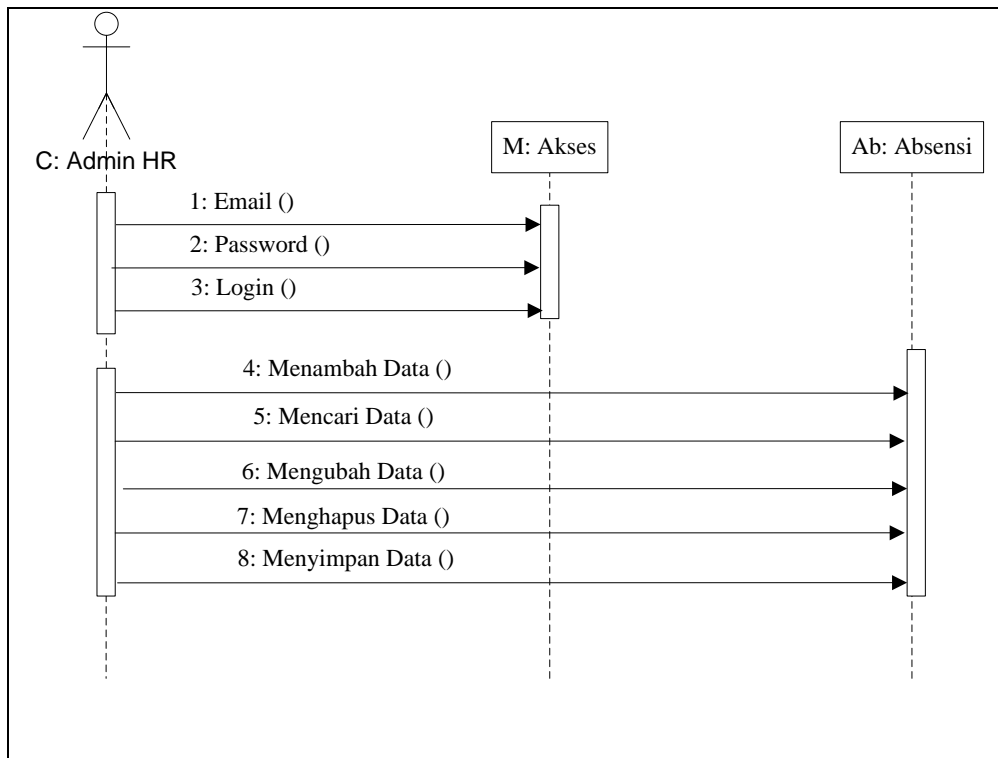 C: Admin HR
M: Akses
Ab: Absensi
1: Email ()
2: Password ()
3: Login ()
4: Menambah Data ()
5: Mencari Data ()
6: Mengubah Data ()
7: Menghapus Data ()
8: Menyimpan Data ()